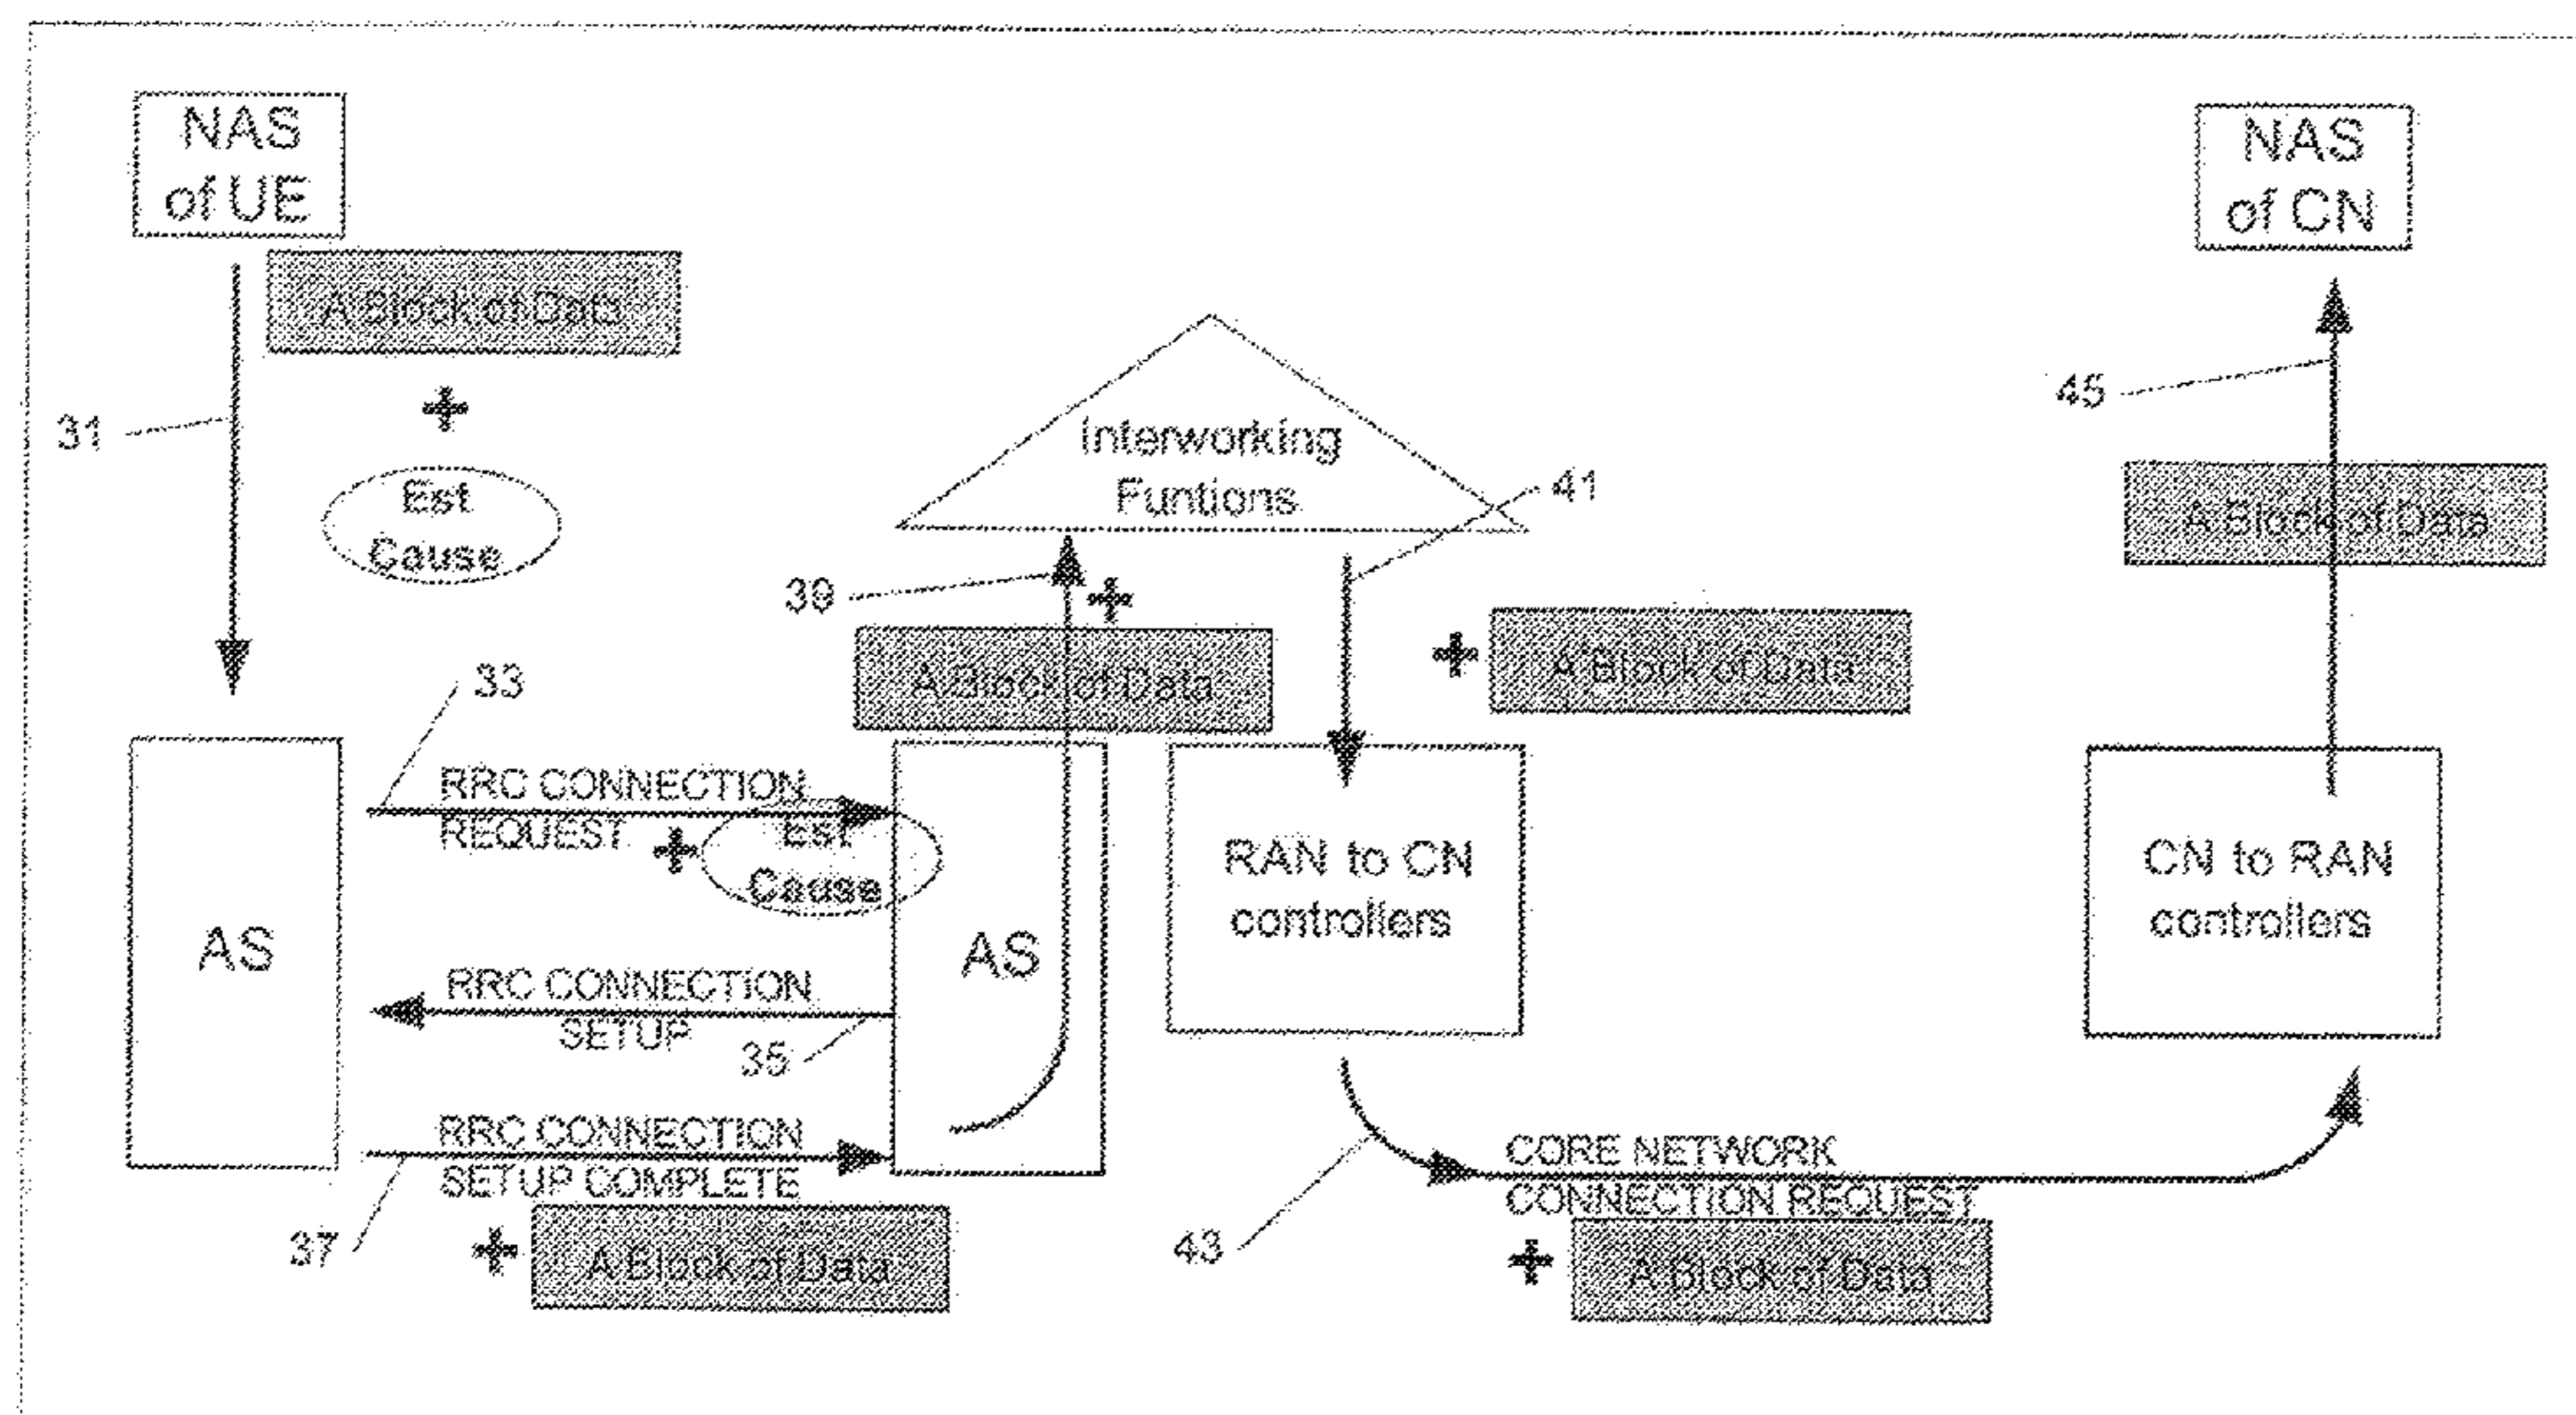 NAS
of UE
NAS
of CN
A Block of Data
+
31
Est
Cause
Interworking
Funtions
41
45
A Block of Data
39
+
A Block of Data
+
A Block of Data
33
RRC CONNECTION
REQUEST
+
Est
Cause
AS
AS
RAN to CN
controllers
CN to RAN
controllers
RRC CONNECTION
SETUP
35
RRC CONNECTION
SETUP COMPLETE
37
+
A Block of Data
43
CORE NETWORK
CONNECTION REQUEST
+
A Block of Data